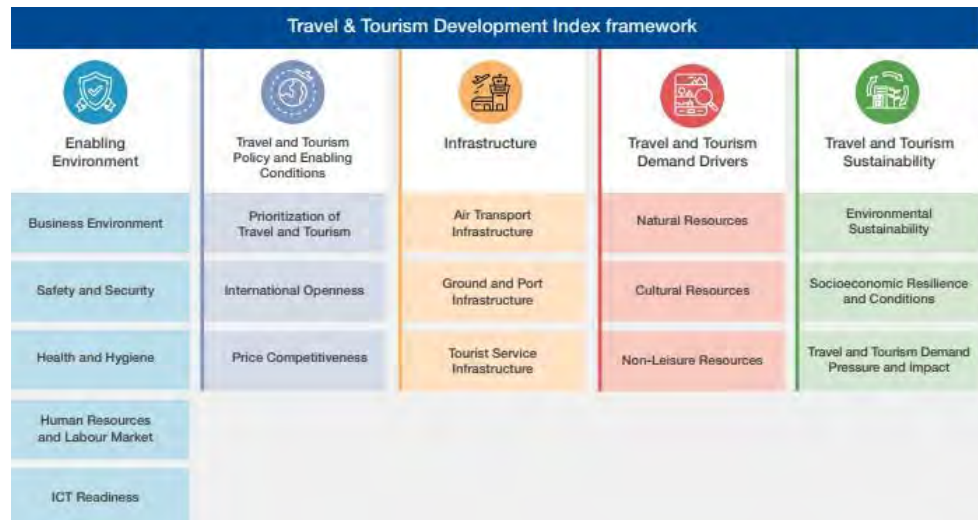 Travel & Tourism Development Index framework
Enabling
Environment
Business Environment
Safety and Security
Health and Hygiene
Human Resources
and Labour Market
ICT Readiness
Travel and Tourism
Policy and Enabling
Conditions
Prioritization of
Travel and Tourism
International Openness
Price Competitiveness
Infrastructure
Air Transport
Infrastructure
Ground and Port
Infrastructure
Tourist Service
Infrastructure
Travel and Tourism
Demand Drivers
Natural Resources
Cultural Resources
Non-Leisure Resources
Travel and Tourism
Sustainability
Environmental
Sustainability
Socioeconomic Resilience
and Conditions
Travel and Tourism Demand
Pressure and Impact